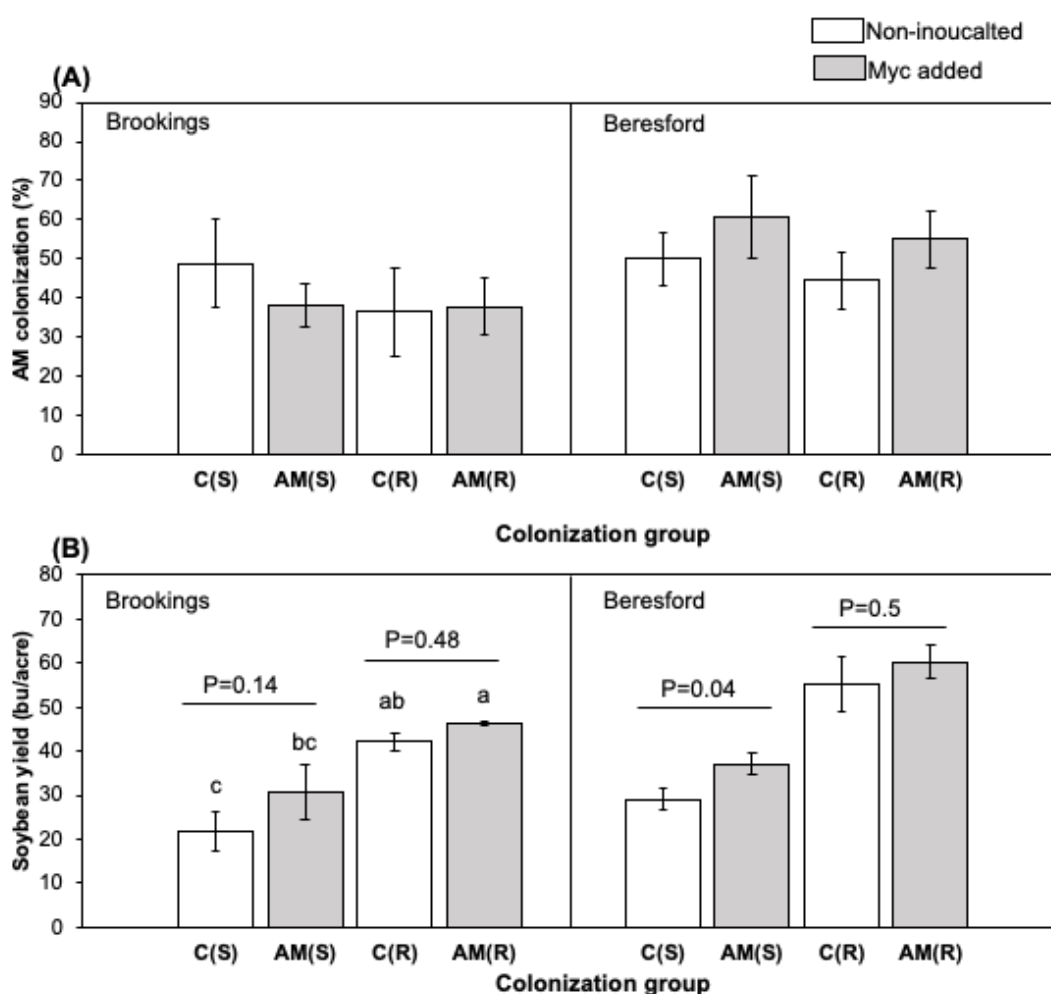 Non-inoucalted
Myc added
(A)
Brookings
Beresford
AM colonization (%)
90
80
70
60
50
40
30
20
10
0
C(S) AM(S) C(R) AM(R) C(S) AM(S) C(R) AM(R)
Colonization group
(B)
Brookings
Beresford
Soybean yield (bu/acre)
80
70
60
50
40
30
20
10
0
P=0.14
P=0.48
c
bc
ab
a
P=0.04
P=0.5
C(S) AM(S) C(R) AM(R) C(S) AM(S) C(R) AM(R)
Colonization group